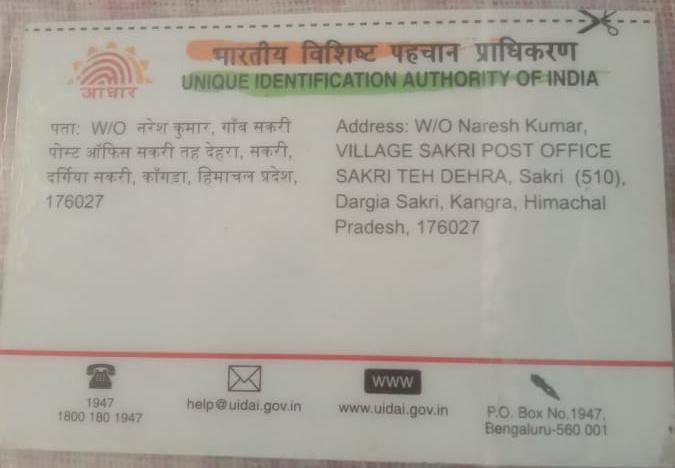 आधार
भारतीय विशिष्ट पहचान प्राधिकरण
UNIQUE IDENTIFICATION AUTHORITY OF INDIA
पता: W/O नरेश कुमार, गाँव सकरी
पोस्ट ऑफिस सकरी तह देहरा, सकरी,
दर्गिया सकरी, काँगड़ा, हिमाचल प्रदेश,
176027
Address: W/O Naresh Kumar,
VILLAGE SAKRI POST OFFICE
SAKRI TEH DEHRA, Sakri (510),
Dargia Sakri, Kangra, Himachal
Pradesh, 176027
1947
1800 180 1947
help@uidai.gov.in
WWW
www.uidai.gov.in
P.O. Box No.1947,
Bengaluru-560 001